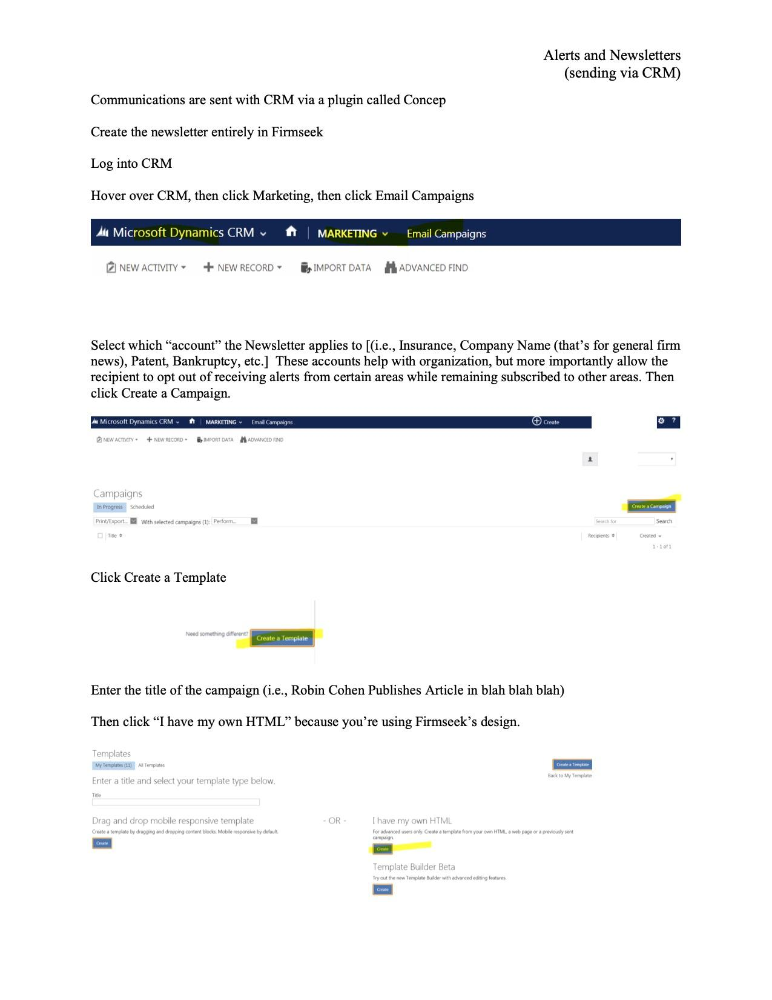 Alerts and Newsletters
(sending via CRM)
Communications are sent with CRM via a plugin called Concep
Create the newsletter entirely in Firmseek
Log into CRM
Hover over CRM, then click Marketing, then click Email Campaigns
Microsoft Dynamics CRM MARKETING Email Campaigns
NEW ACTIVITY NEW RECORD IMPORT DATA ADVANCED FIND
Select which “account” the Newsletter applies to [(i.e., Insurance, Company Name (that’s for general firm
news), Patent, Bankruptcy, etc.]  These accounts help with organization, but more importantly allow the
recipient to opt out of receiving alerts from certain areas while remaining subscribed to other areas. Then
click Create a Campaign.
Microsoft Dynamics CRM MARKETING Email Campaigns Create ?
NEW ACTIVITY NEW RECORD IMPORT DATA ADVANCED FIND
Campaigns
In Progress Scheduled Create a Campaign
Print/Export... With selected campaigns (1): Perform... Search for Search
Title Recipients Created
1 - 1 of 1
Click Create a Template
Need something different? Create a Template
Enter the title of the campaign (i.e., Robin Cohen Publishes Article in blah blah blah)
Then click “I have my own HTML” because you’re using Firmseek’s design.
Templates
My Templates (11) All Templates Create a Template
Back to My Templates
Enter a title and select your template type below.
Title
Drag and drop mobile responsive template - OR - I have my own HTML
Create a template by dragging and dropping content blocks. Mobile responsive by default. For advanced users only. Create a template from your own HTML, a web page or a previously sent
campaign.
Create Create
Template Builder Beta
Try out the new Template Builder with advanced editing features.
Create